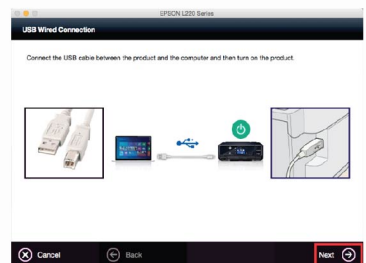 EPSON L220 Series
USB Wired Connection
Connect the USB cable between the product and the computer and then turn on the product.
Cancel
Back
Next